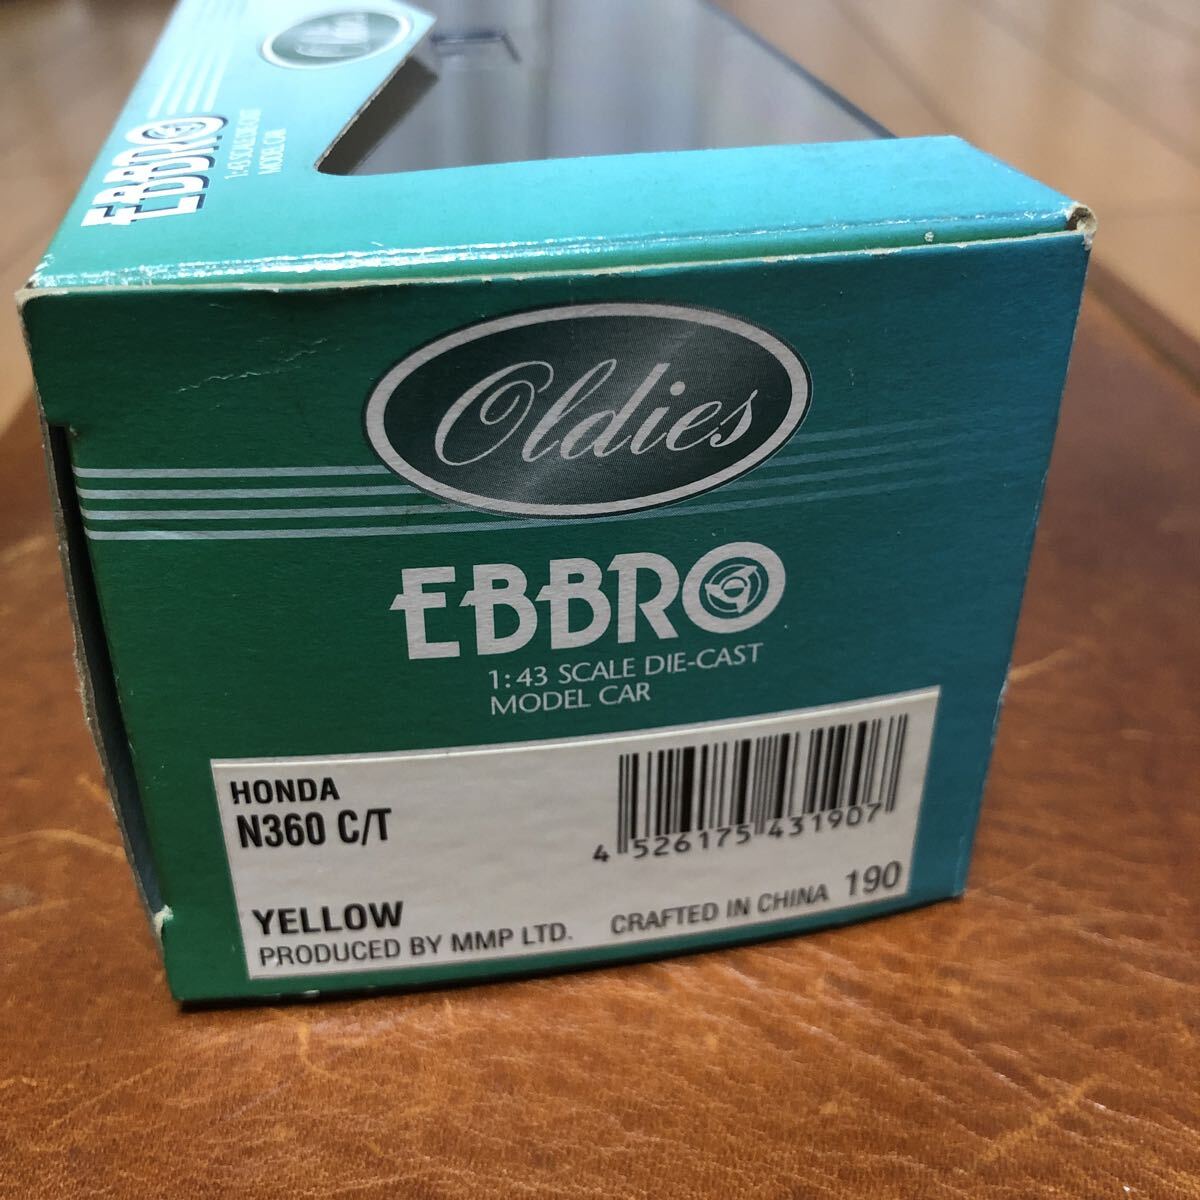 Oldies
EBBRO
1:43 SCALE DIE-CAST
MODEL CAR
Oldies
EBBRO
1:43 SCALE DIE-CAST
MODEL CAR
HONDA
N360 C/T
4 526175 431907
YELLOW
PRODUCED BY MMP LTD. CRAFTED IN CHINA 190